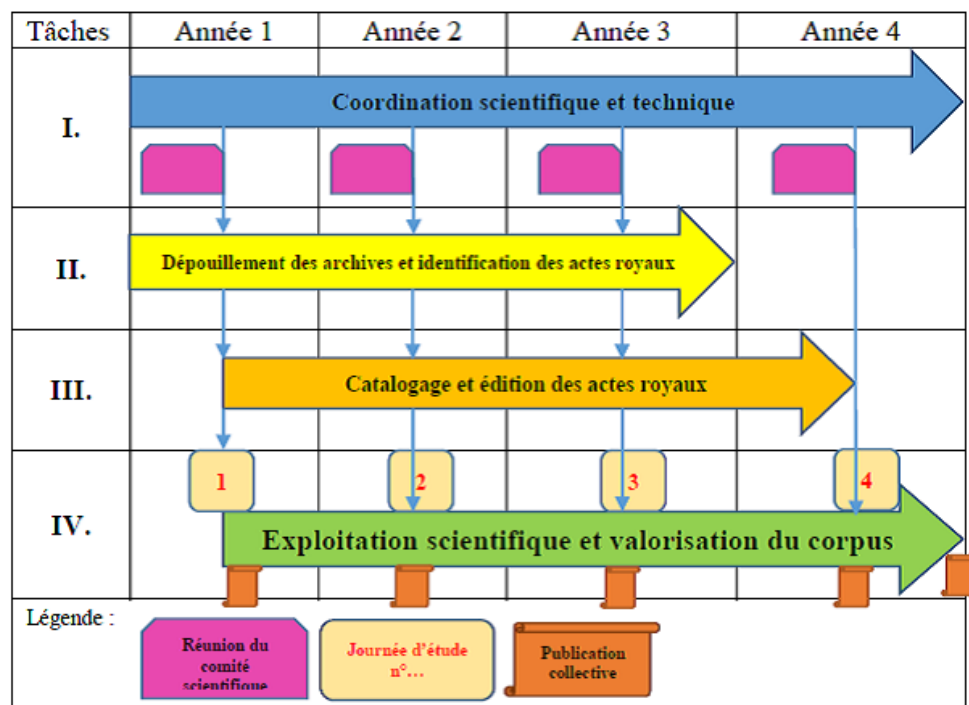 Tâches Année 1 Année 2 Année 3 Année 4
I.
Coordination scientifique et technique
II.
Dépouillement des archives et identification des actes royaux
III.
Catalogage et édition des actes royaux
IV.
1 2 3 4
Exploitation scientifique et valorisation du corpus
Légende :
Réunion du
comité
scientifique
Journée d'étude
n°...
Publication
collective